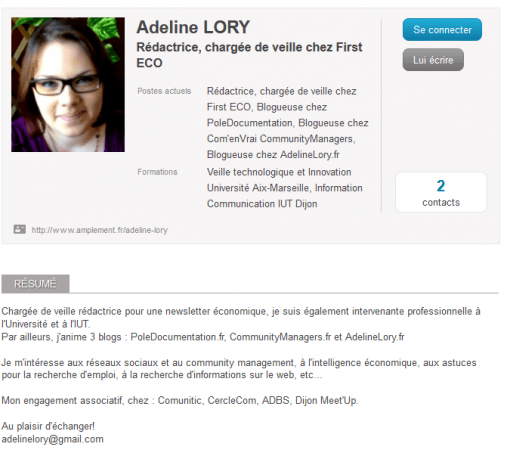 Adeline LORY
Rédactrice, chargée de veille chez First
ECO
Postes actuels
Rédactrice, chargée de veille chez
First ECO, Blogueuse chez
PoleDocumentation, Blogueuse chez
Com'enVrai CommunityManagers,
Blogueuse chez AdelineLory.fr
Formations
Veille technologique et Innovation
Université Aix-Marseille, Information
Communication IUT Dijon
Se connecter
Lui écrire
2
contacts
http://www.amplement.fr/adeline-lory
RÉSUMÉ
Chargée de veille rédactrice pour une newsletter économique, je suis également intervenante professionnelle à
l'Université et à l'IUT.
Par ailleurs, j'anime 3 blogs : PoleDocumentation.fr, CommunityManagers.fr et AdelineLory.fr
Je m'intéresse aux réseaux sociaux et au community management, à l'intelligence économique, aux astuces
pour la recherche d'emploi, à la recherche d'informations sur le web, etc...
Mon engagement associatif, chez : Comunitic, CercleCom, ADBS, Dijon Meet'Up.
Au plaisir d'échanger!
adelinelory@gmail.com